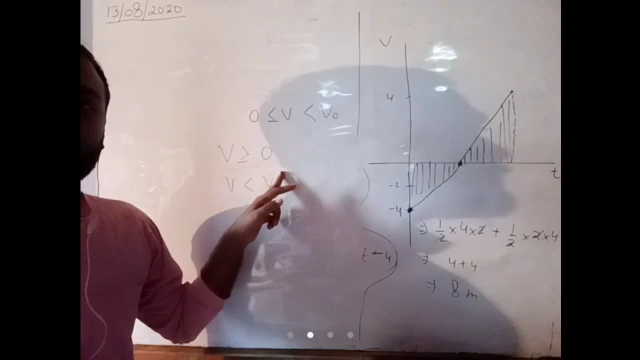 13/08/2020
V
4
0 ≤ V < V₀
V ≥ 0
V <
t
-2
-4
⇒ 1/2 × 4 × 2 + 1/2 × 2 × 4
t - 4
⇒ 4 + 4
⇒ 8 m